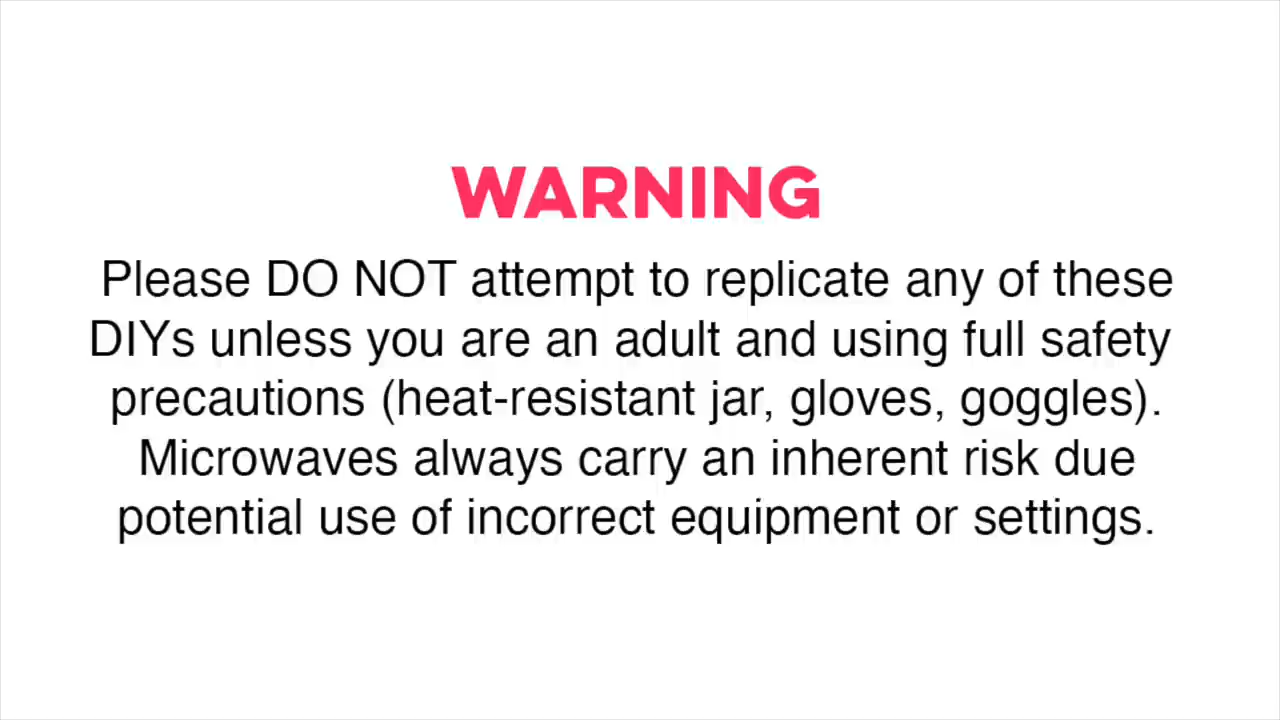 WARNING
Please DO NOT attempt to replicate any of these
DIYs unless you are an adult and using full safety
precautions (heat-resistant jar, gloves, goggles).
Microwaves always carry an inherent risk due
potential use of incorrect equipment or settings.